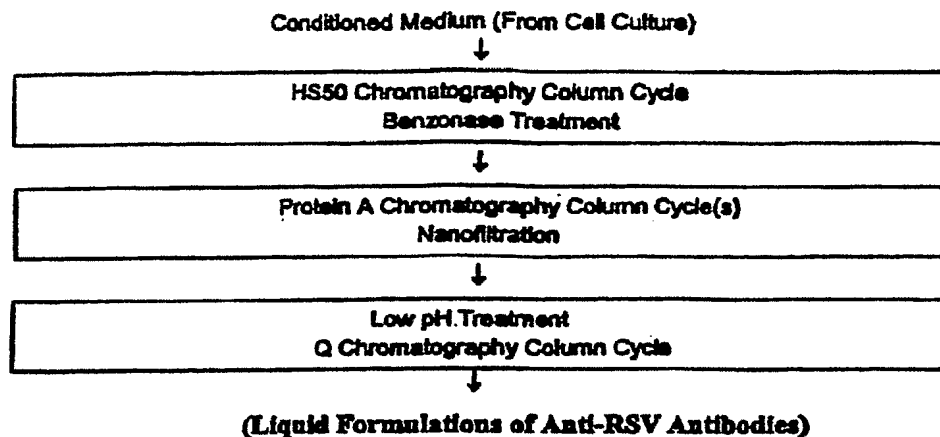 Conditioned Medium (From Cell Culture)
HS50 Chromatography Column Cycle
Benzonase Treatment
Protein A Chromatography Column Cycle(s)
Nanofiltration
Low pH Treatment
Q Chromatography Column Cycle
(Liquid Formulations of Anti-RSV Antibodies)